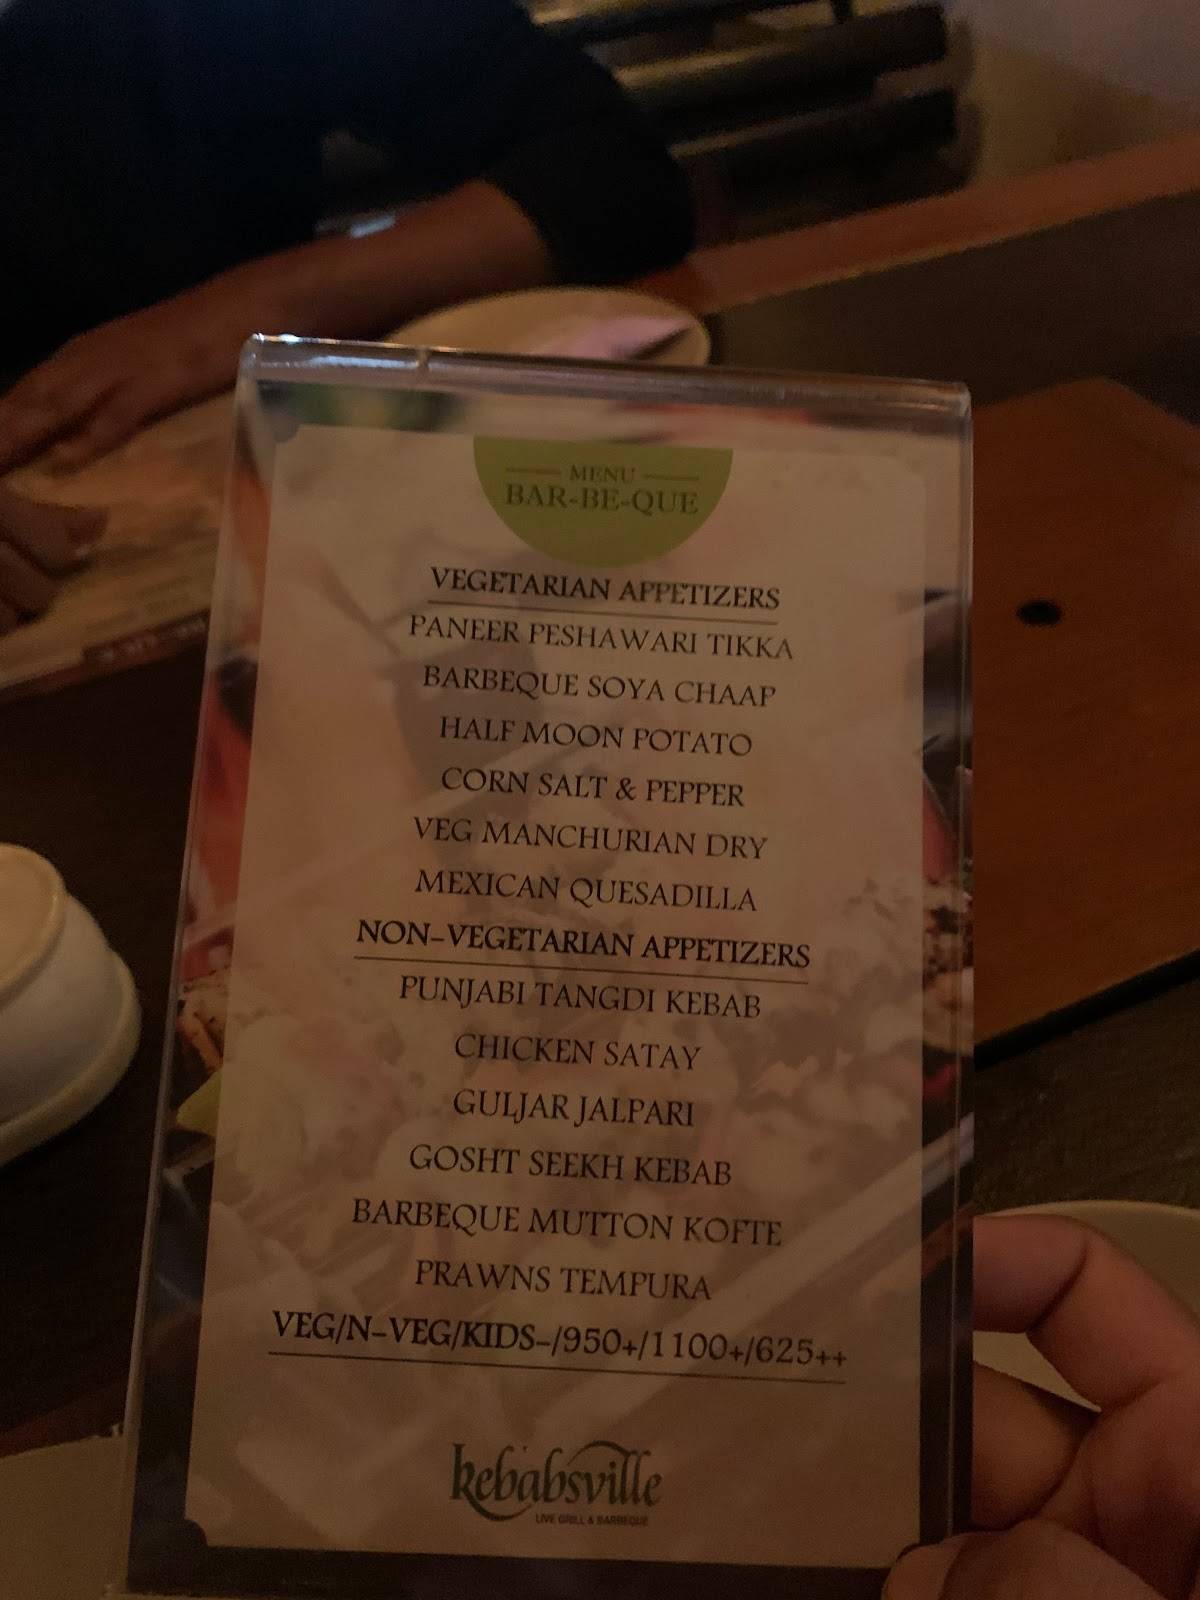 MENU
BAR-BE-QUE
VEGETARIAN APPETIZERS
PANEER PESHAWARI TIKKA
BARBEQUE SOYA CHAAP
HALF MOON POTATO
CORN SALT & PEPPER
VEG MANCHURIAN DRY
MEXICAN QUESADILLA
NON-VEGETARIAN APPETIZERS
PUNJABI TANGDI KEBAB
CHICKEN SATAY
GULJAR JALPARI
GOSHT SEEKH KEBAB
BARBEQUE MUTTON KOFTE
PRAWNS TEMPURA
VEG/N-VEG/KIDS-/950+/1100+/625++
kebabsville
LIVE GRILL & BARBEQUE